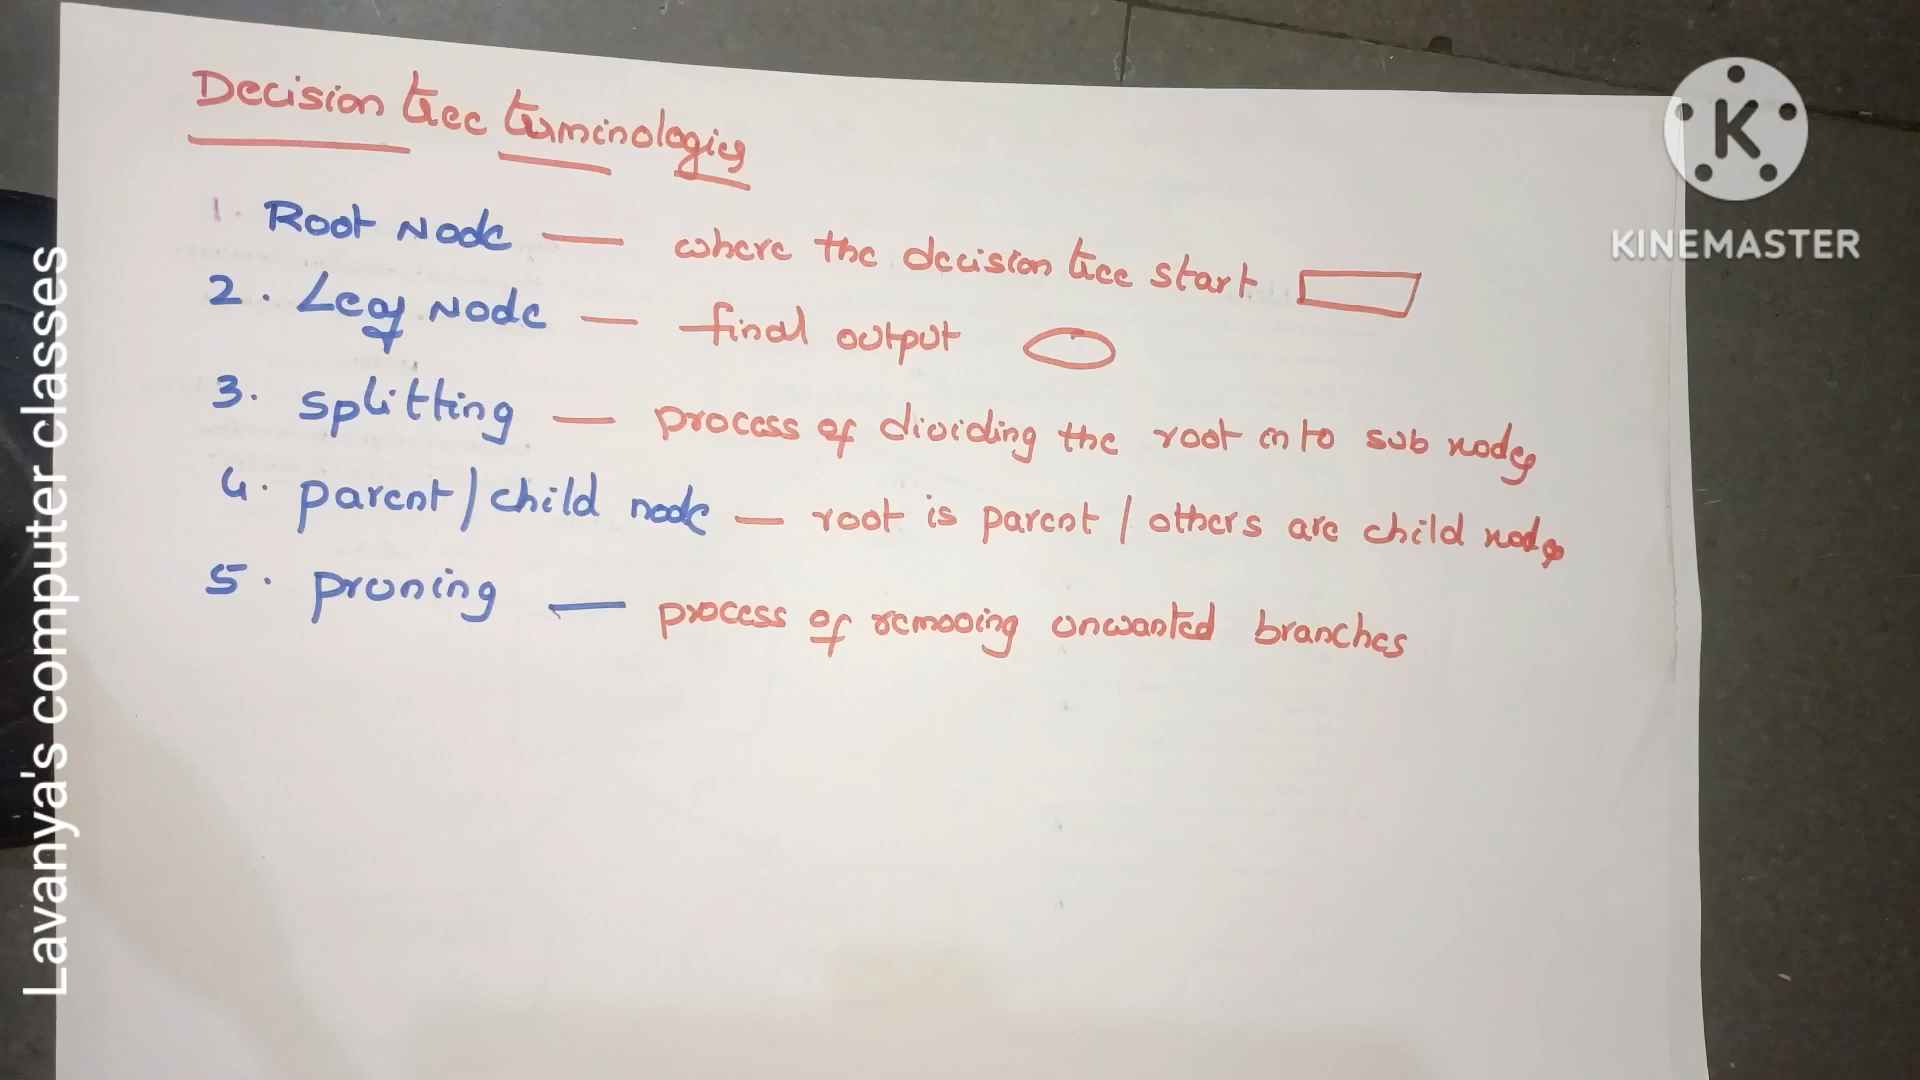 Decision tree terminologies
1. Root Node — where the decision tree start
2. Leaf Node — final output
3. splitting — process of dividing the root into sub nodes
4. parent/child node — root is parent / others are child nodes
5. pruning — process of removing unwanted branches
Lavanya's computer classes
K
KINEMASTER